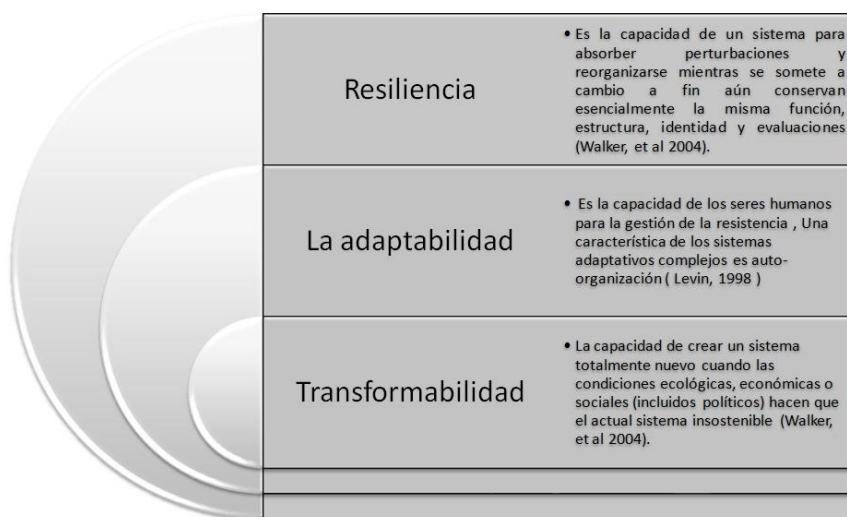 Resiliencia
• Es la capacidad de un sistema para
absorber perturbaciones y
reorganizarse mientras se somete a
cambio a fin aún conservan
esencialmente la misma función,
estructura, identidad y evaluaciones
(Walker, et al 2004).
La adaptabilidad
• Es la capacidad de los seres humanos
para la gestión de la resistencia , Una
característica de los sistemas
adaptativos complejos es auto-
organización ( Levin, 1998 )
Transformabilidad
• La capacidad de crear un sistema
totalmente nuevo cuando las
condiciones ecológicas, económicas o
sociales (incluidos políticos) hacen que
el actual sistema insostenible (Walker,
et al 2004).